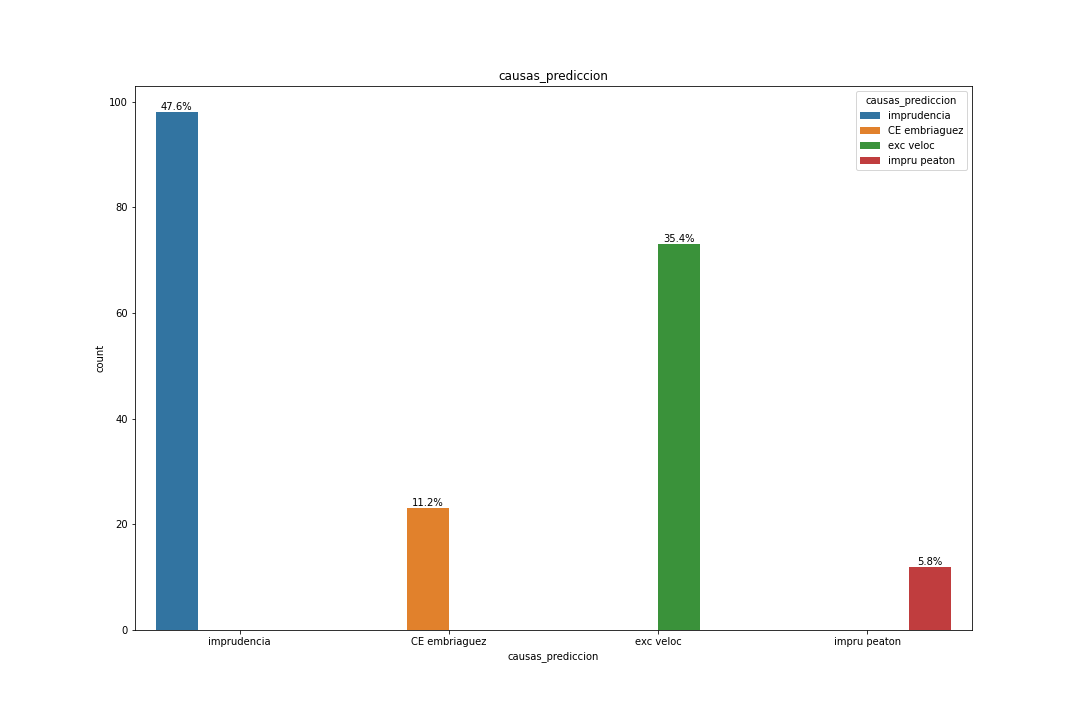 causas_prediccion
100
80
60
40
20
0
count
47.6%
11.2%
35.4%
5.8%
causas_prediccion
imprudencia
CE embriaguez
exc veloc
impru peaton
imprudencia
CE embriaguez
exc veloc
impru peaton
causas_prediccion